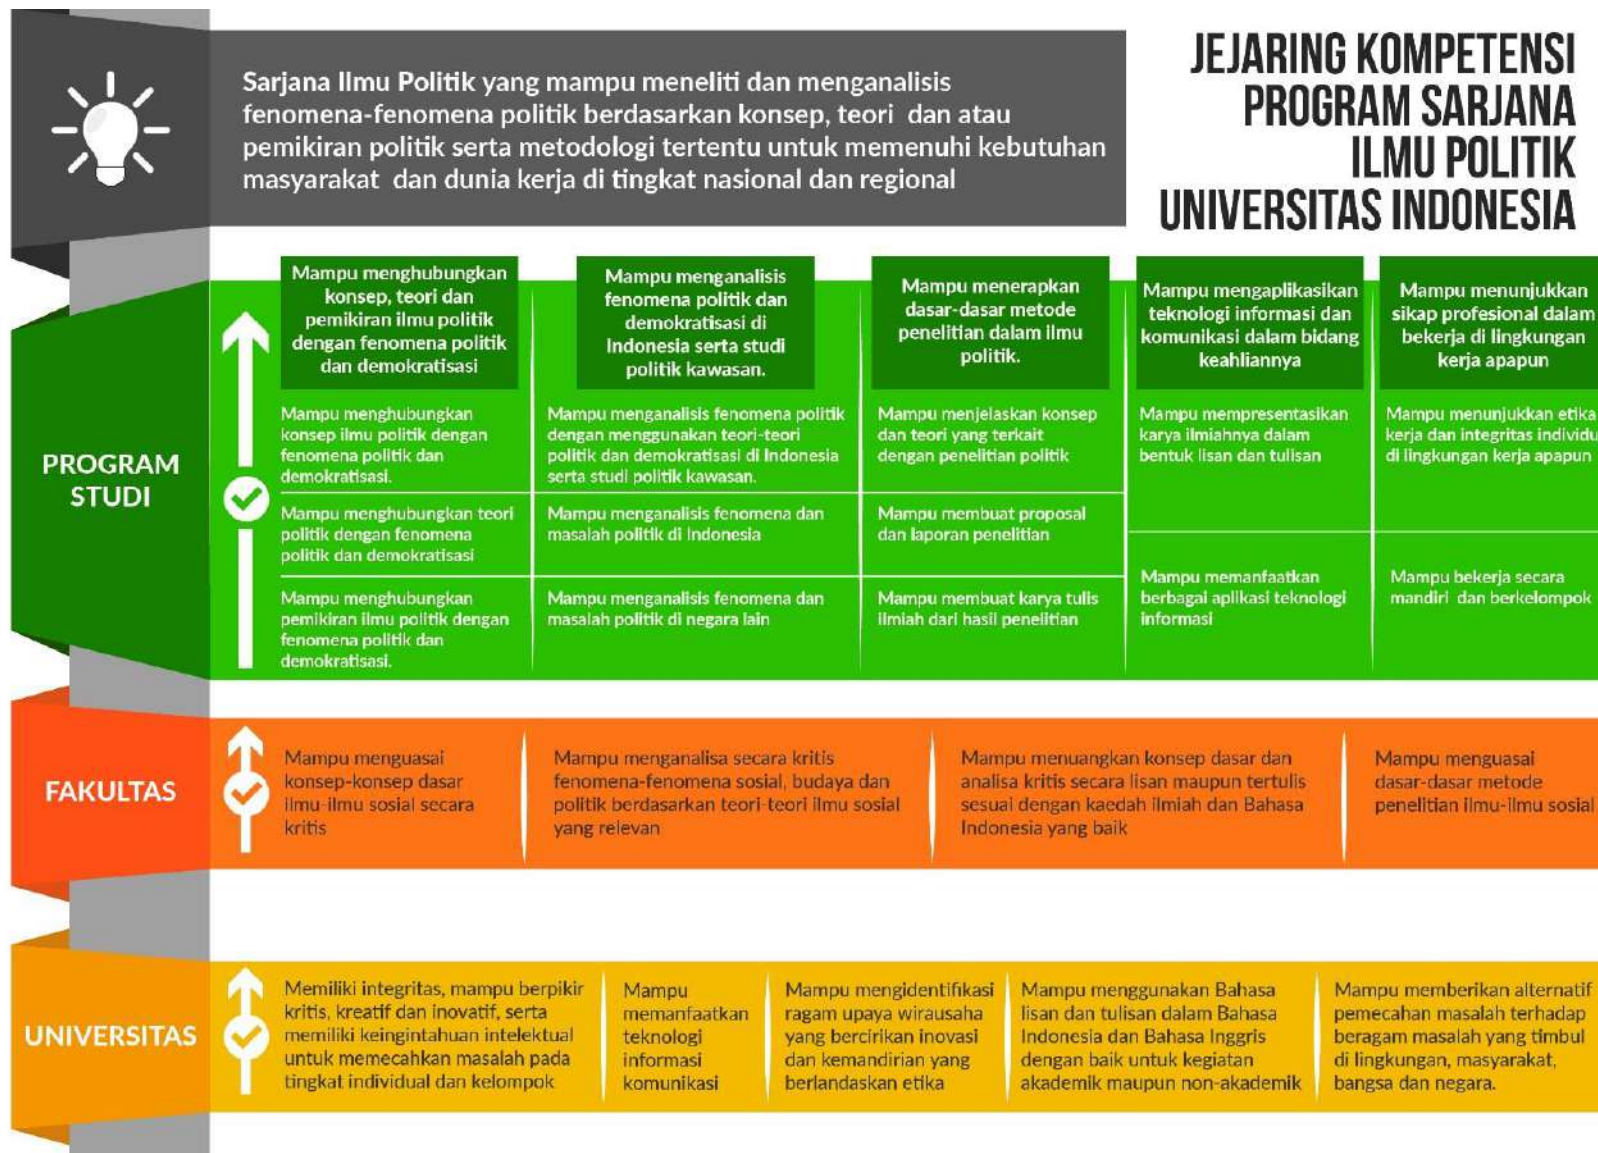 JEJARING KOMPETENSI
PROGRAM SARJANA
ILMU POLITIK
UNIVERSITAS INDONESIA
Sarjana Ilmu Politik yang mampu meneliti dan menganalisis
fenomena-fenomena politik berdasarkan konsep, teori dan atau
pemikiran politik serta metodologi tertentu untuk memenuhi kebutuhan
masyarakat dan dunia kerja di tingkat nasional dan regional
PROGRAM
STUDI
Mampu menghubungkan
konsep, teori dan
pemikiran ilmu politik
dengan fenomena politik
dan demokratisasi
Mampu menghubungkan
konsep ilmu politik dengan
fenomena politik dan
demokratisasi.
Mampu menghubungkan teori
politik dengan fenomena
politik dan demokratisasi
Mampu menghubungkan
pemikiran ilmu politik dengan
fenomena politik dan
demokratisasi.
Mampu menganalisis
fenomena politik dan
demokratisasi di
Indonesia serta studi
politik kawasan.
Mampu menganalisis fenomena politik
dengan menggunakan teori-teori
politik dan demokratisasi di Indonesia
serta studi politik kawasan.
Mampu menganalisis fenomena dan
masalah politik di Indonesia
Mampu menganalisis fenomena dan
masalah politik di negara lain
Mampu menerapkan
dasar-dasar metode
penelitian dalam ilmu
politik.
Mampu menjelaskan konsep
dan teori yang terkait
dengan penelitian politik
Mampu membuat proposal
dan laporan penelitian
Mampu membuat karya tulis
ilmiah dari hasil penelitian
Mampu mengaplikasikan
teknologi informasi dan
komunikasi dalam bidang
keahliannya
Mampu mempresentasikan
karya ilmiahnya dalam
bentuk lisan dan tulisan
Mampu memanfaatkan
berbagai aplikasi teknologi
informasi
Mampu menunjukkan
sikap profesional dalam
bekerja di lingkungan
kerja apapun
Mampu menunjukkan etika
kerja dan integritas individu
di lingkungan kerja apapun
Mampu bekerja secara
mandiri dan berkelompok
FAKULTAS
Mampu menguasai
konsep-konsep dasar
ilmu-ilmu sosial secara
kritis
Mampu menganalisa secara kritis
fenomena-fenomena sosial, budaya dan
politik berdasarkan teori-teori ilmu sosial
yang relevan
Mampu menuangkan konsep dasar dan
analisa kritis secara lisan maupun tertulis
sesuai dengan kaedah ilmiah dan Bahasa
Indonesia yang baik
Mampu menguasai
dasar-dasar metode
penelitian ilmu-ilmu sosial
UNIVERSITAS
Memiliki integritas, mampu berpikir
kritis, kreatif dan inovatif, serta
memiliki keingintahuan intelektual
untuk memecahkan masalah pada
tingkat individual dan kelompok
Mampu
memanfaatkan
teknologi
informasi
komunikasi
Mampu mengidentifikasi
ragam upaya wirausaha
yang bercirikan inovasi
dan kemandirian yang
berlandaskan etika
Mampu menggunakan Bahasa
lisan dan tulisan dalam Bahasa
Indonesia dan Bahasa Inggris
dengan baik untuk kegiatan
akademik maupun non-akademik
Mampu memberikan alternatif
pemecahan masalah terhadap
beragam masalah yang timbul
di lingkungan, masyarakat,
bangsa dan negara.